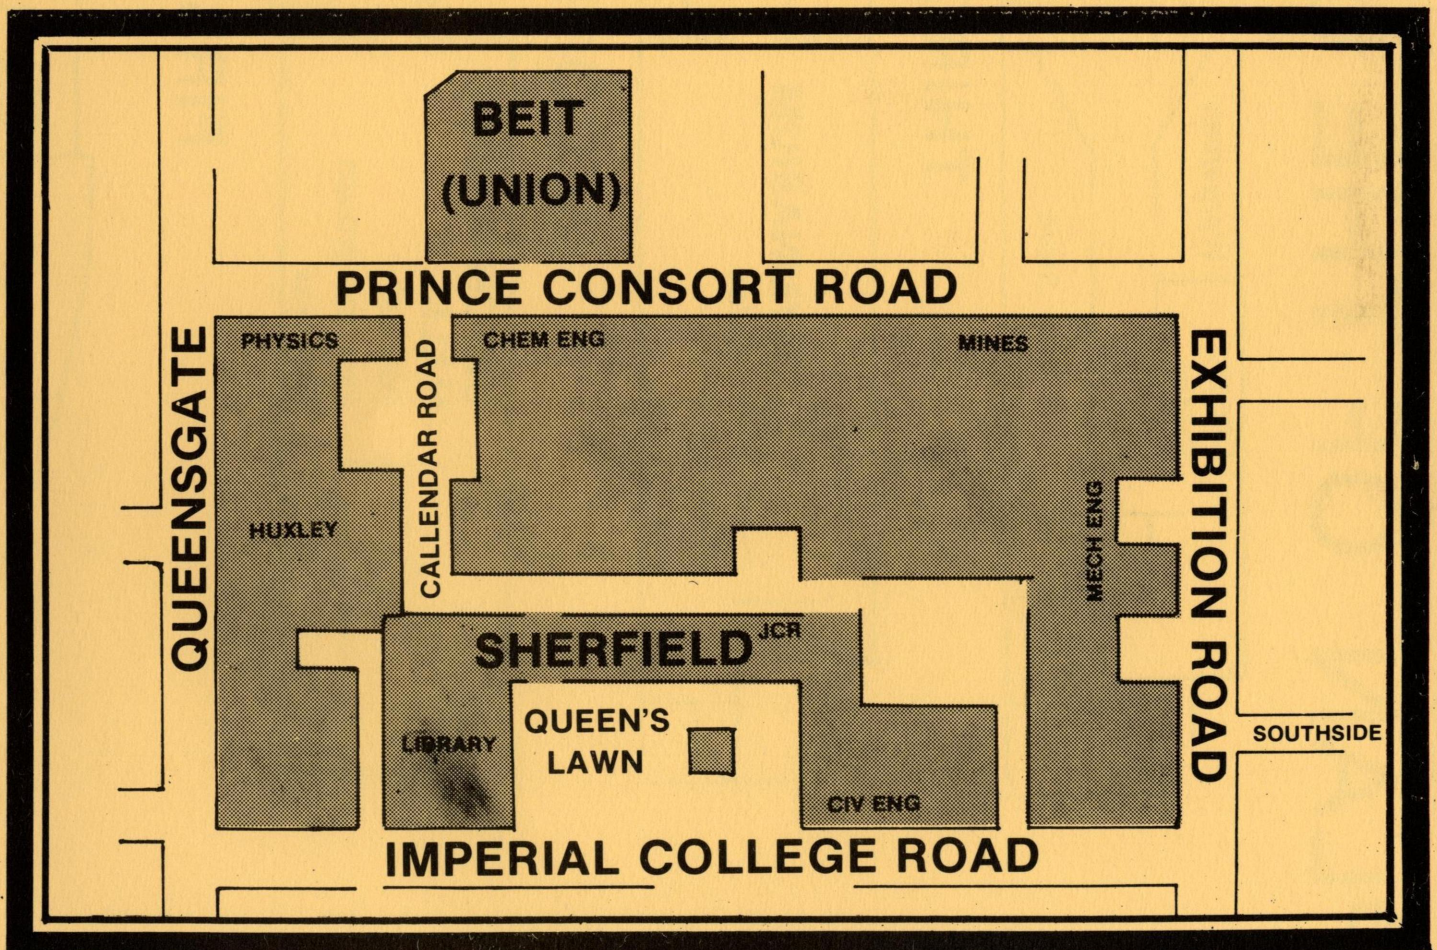 BEIT
(UNION)
PRINCE CONSORT ROAD
QUEENSGATE
PHYSICS
CALLENDAR ROAD
CHEM ENG
MINES
EXHIBITION ROAD
HUXLEY
MECH ENG
SHERFIELD JCR
QUEEN'S
LAWN
LIBRARY
SOUTHSIDE
CIV ENG
IMPERIAL COLLEGE ROAD